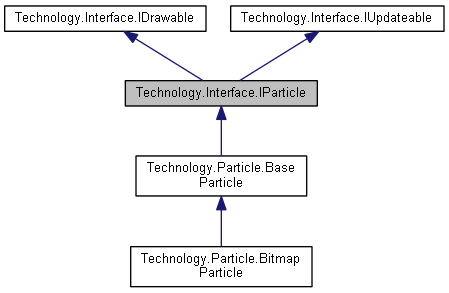 Technology.Interface.IDrawable
Technology.Interface.IUpdateable
Technology.Interface.IParticle
Technology.Particle.Base
Particle
Technology.Particle.Bitmap
Particle